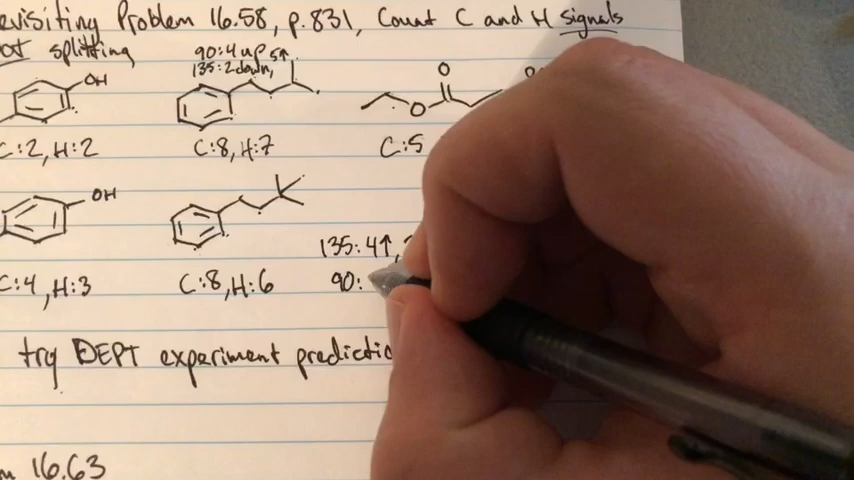 evisiting Problem 16.58, p.831, Count C and H signals
ot splitting
90:4 up
135:2 down, 5↑
OH
O
O
C:2, H:2
C:8, H:7
C:5
OH
C:4, H:3
C:8, H:6
135:4↑,
90:
try DEPT experiment predictio
m 16.63